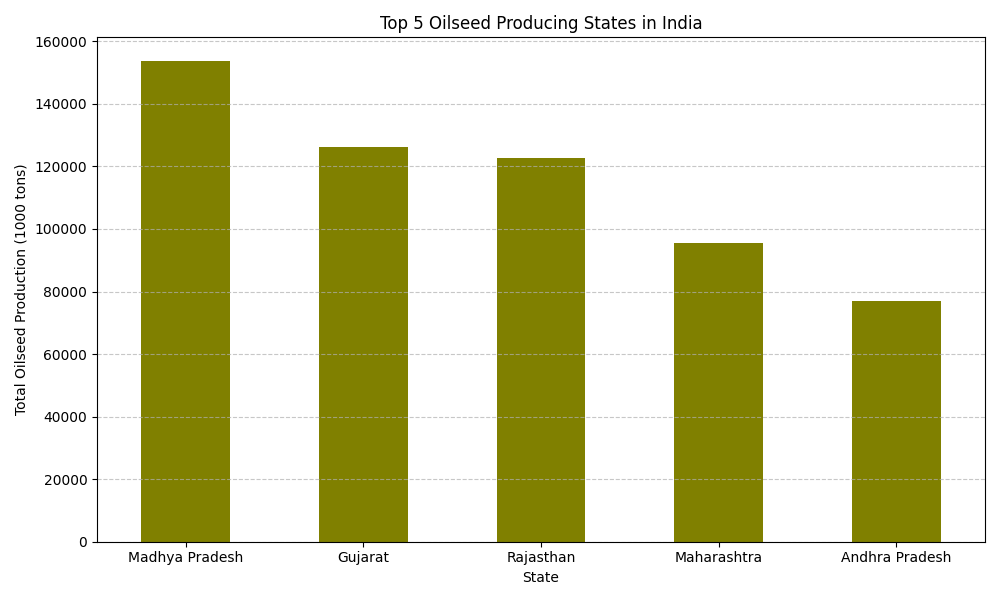 Top 5 Oilseed Producing States in India
Total Oilseed Production (1000 tons)
160000
140000
120000
100000
80000
60000
40000
20000
0
Madhya Pradesh
Gujarat
Rajasthan
Maharashtra
Andhra Pradesh
State